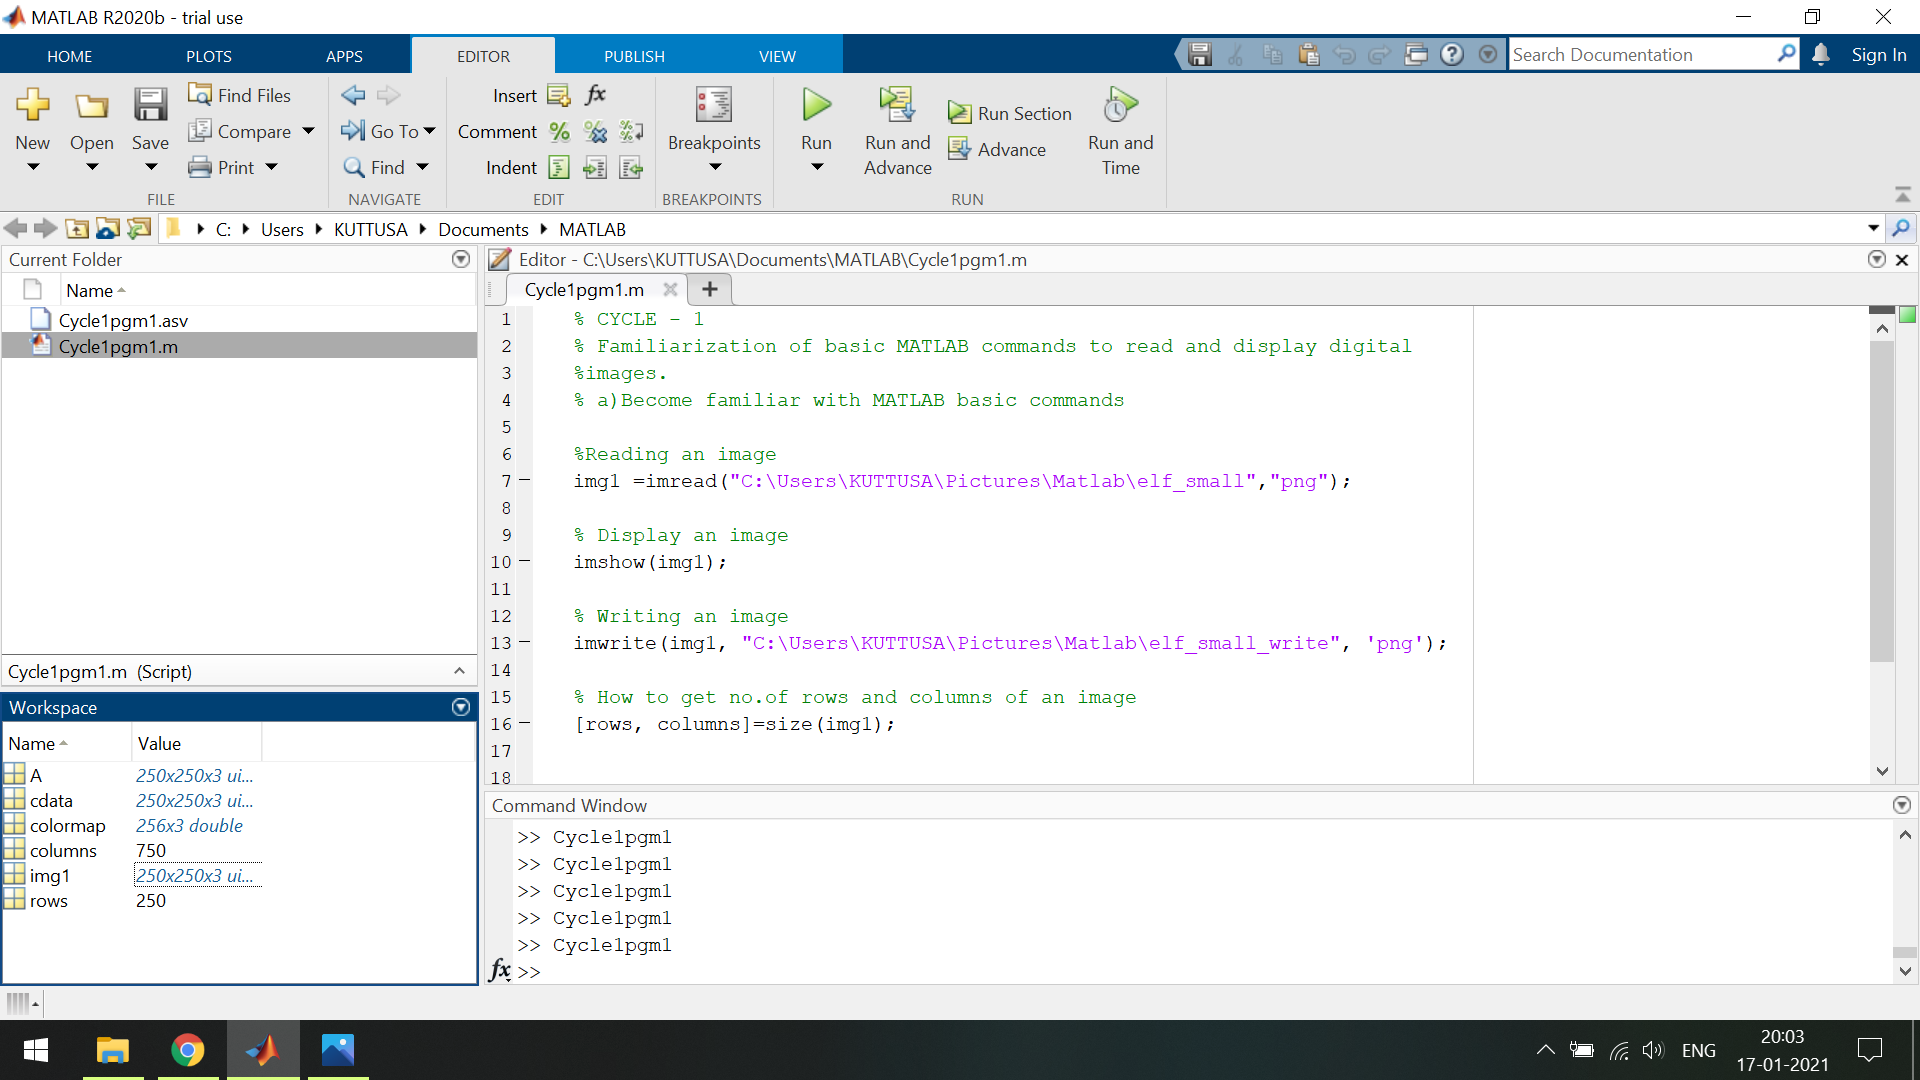 MATLAB R2020b - trial use
HOME PLOTS APPS EDITOR PUBLISH VIEW Search Documentation Sign In
New Open Save Find Files Compare Print FILE
Go To Find NAVIGATE
Insert fx Comment Indent EDIT
Breakpoints BREAKPOINTS
Run Run and Advance Run Section Advance Run and Time RUN
C: Users KUTTUSA Documents MATLAB
Current Folder
Name
Cycle1pgm1.asv
Cycle1pgm1.m
Cycle1pgm1.m (Script)
Workspace
Name Value
A 250x250x3 ui...
cdata 250x250x3 ui...
colormap 256x3 double
columns 750
img1 250x250x3 ui...
rows 250
Editor - C:\Users\KUTTUSA\Documents\MATLAB\Cycle1pgm1.m
Cycle1pgm1.m
1 % CYCLE - 1
2 % Familiarization of basic MATLAB commands to read and display digital
3 %images.
4 % a)Become familiar with MATLAB basic commands
5
6 %Reading an image
7 img1 =imread("C:\Users\KUTTUSA\Pictures\Matlab\elf_small","png");
8
9 % Display an image
10 imshow(img1);
11
12 % Writing an image
13 imwrite(img1, "C:\Users\KUTTUSA\Pictures\Matlab\elf_small_write", 'png');
14
15 % How to get no.of rows and columns of an image
16 [rows, columns]=size(img1);
17
18
Command Window
>> Cycle1pgm1
>> Cycle1pgm1
>> Cycle1pgm1
>> Cycle1pgm1
>> Cycle1pgm1
fx >>
ENG
20:03
17-01-2021